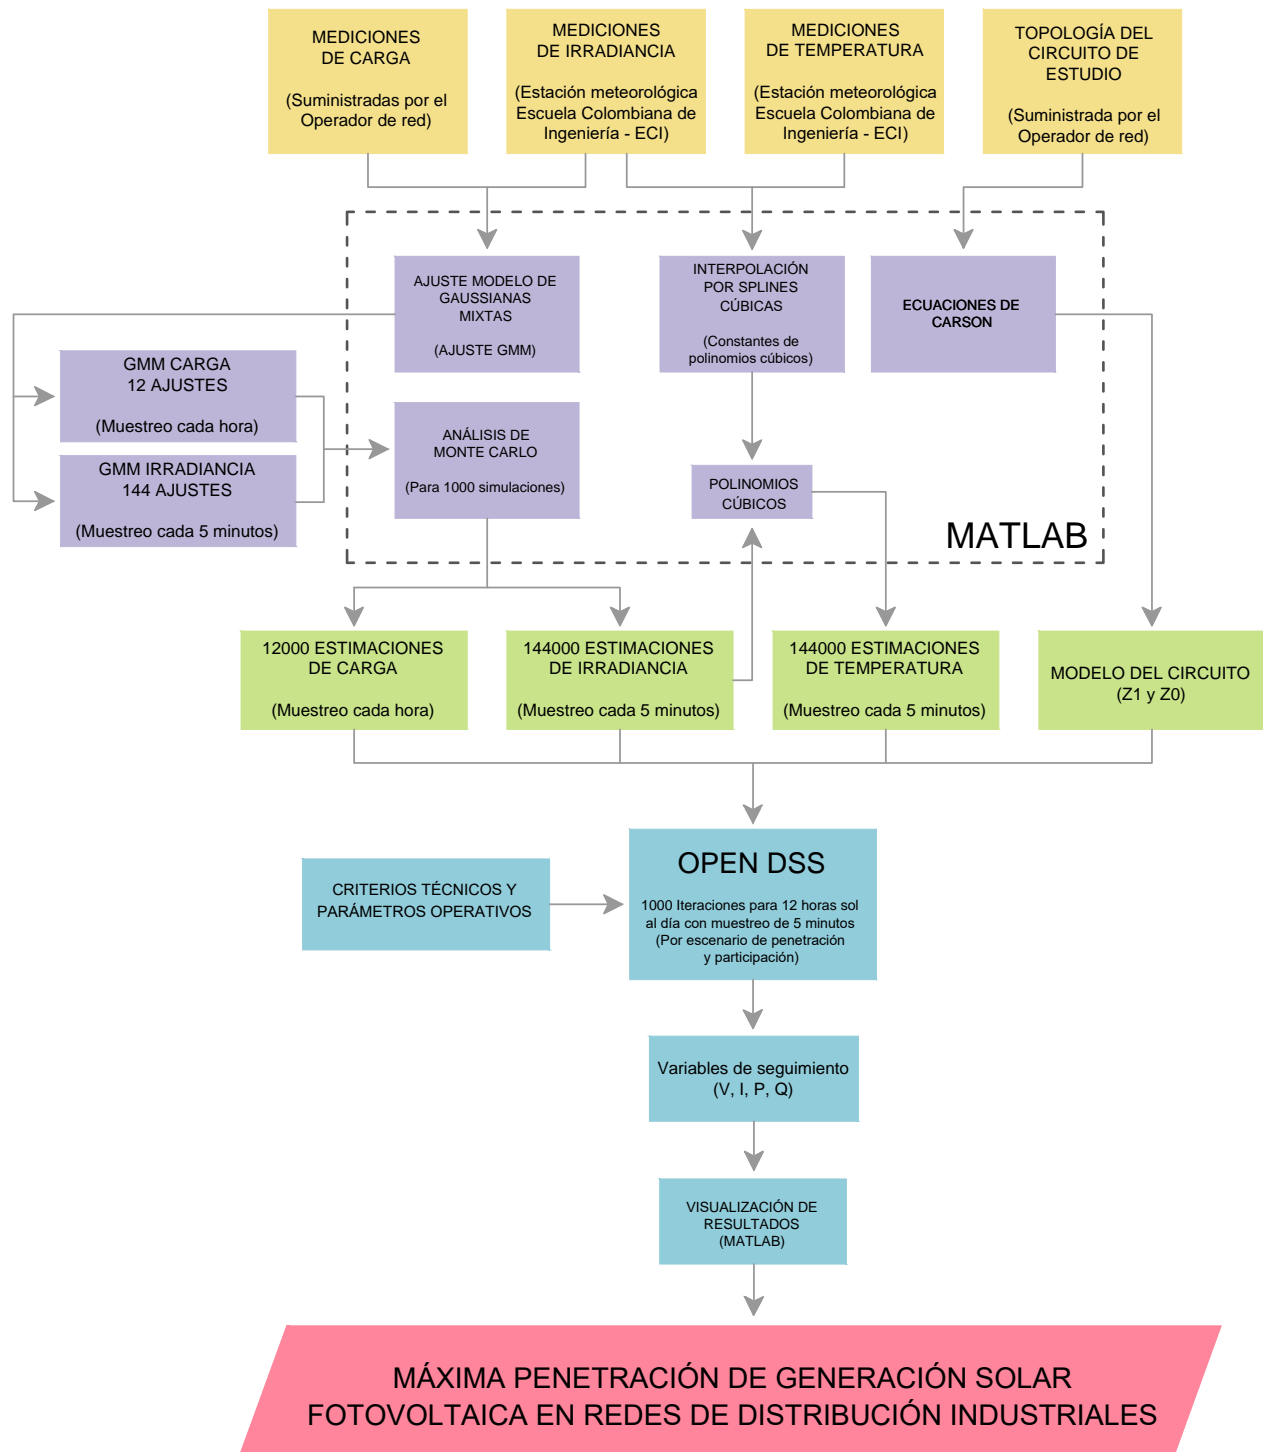 MEDICIONES
DE CARGA
(Suministradas por el
Operador de red)
MEDICIONES
DE IRRADIANCIA
(Estación meteorológica
Escuela Colombiana de
Ingeniería - ECI)
MEDICIONES
DE TEMPERATURA
(Estación meteorológica
Escuela Colombiana de
Ingeniería - ECI)
TOPOLOGÍA DEL
CIRCUITO DE
ESTUDIO
(Suministrada por el
Operador de red)
AJUSTE MODELO DE
GAUSSIANAS
MIXTAS
(AJUSTE GMM)
INTERPOLACIÓN
POR SPLINES
CÚBICAS
(Constantes de
polinomios cúbicos)
ECUACIONES DE
CARSON
GMM CARGA
12 AJUSTES
(Muestreo cada hora)
GMM IRRADIANCIA
144 AJUSTES
(Muestreo cada 5 minutos)
ANÁLISIS DE
MONTE CARLO
(Para 1000 simulaciones)
POLINOMIOS
CÚBICOS
MATLAB
12000 ESTIMACIONES
DE CARGA
(Muestreo cada hora)
144000 ESTIMACIONES
DE IRRADIANCIA
(Muestreo cada 5 minutos)
144000 ESTIMACIONES
DE TEMPERATURA
(Muestreo cada 5 minutos)
MODELO DEL CIRCUITO
(Z1 y Z0)
CRITERIOS TÉCNICOS Y
PARÁMETROS OPERATIVOS
OPEN DSS
1000 Iteraciones para 12 horas sol
al día con muestreo de 5 minutos
(Por escenario de penetración
y participación)
Variables de seguimiento
(V, I, P, Q)
VISUALIZACIÓN DE
RESULTADOS
(MATLAB)
MÁXIMA PENETRACIÓN DE GENERACIÓN SOLAR
FOTOVOLTAICA EN REDES DE DISTRIBUCIÓN INDUSTRIALES